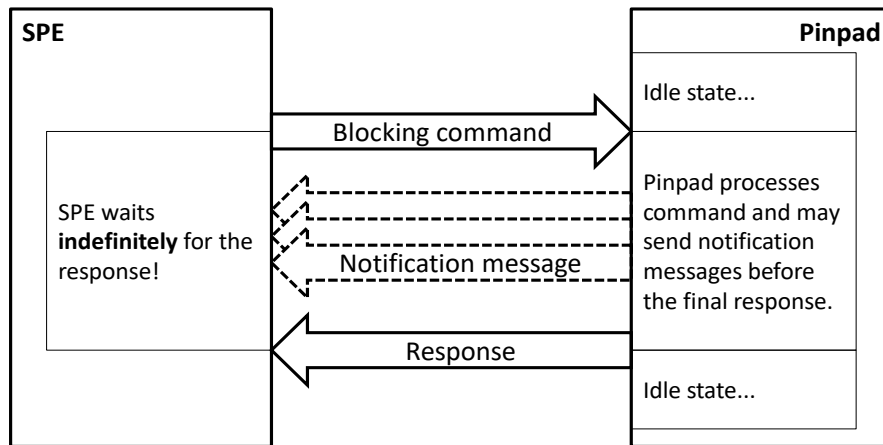 SPE
Pinpad
Idle state...
Blocking command
SPE waits
indefinitely for the
response!
Pinpad processes
command and may
send notification
messages before
the final response.
Notification message
Response
Idle state...